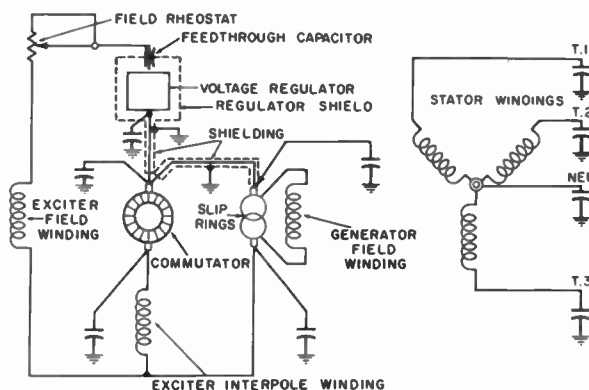 FIELD RHEOSTAT
FEEDTHROUGH CAPACITOR
VOLTAGE REGULATOR
REGULATOR SHIELD
SHIELDING
EXCITER
FIELD
WINDING
COMMUTATOR
SLIP
RINGS
GENERATOR
FIELD
WINDING
EXCITER INTERPOLE WINDING
STATOR WINDINGS
T.1
T.2
NEU
T.3